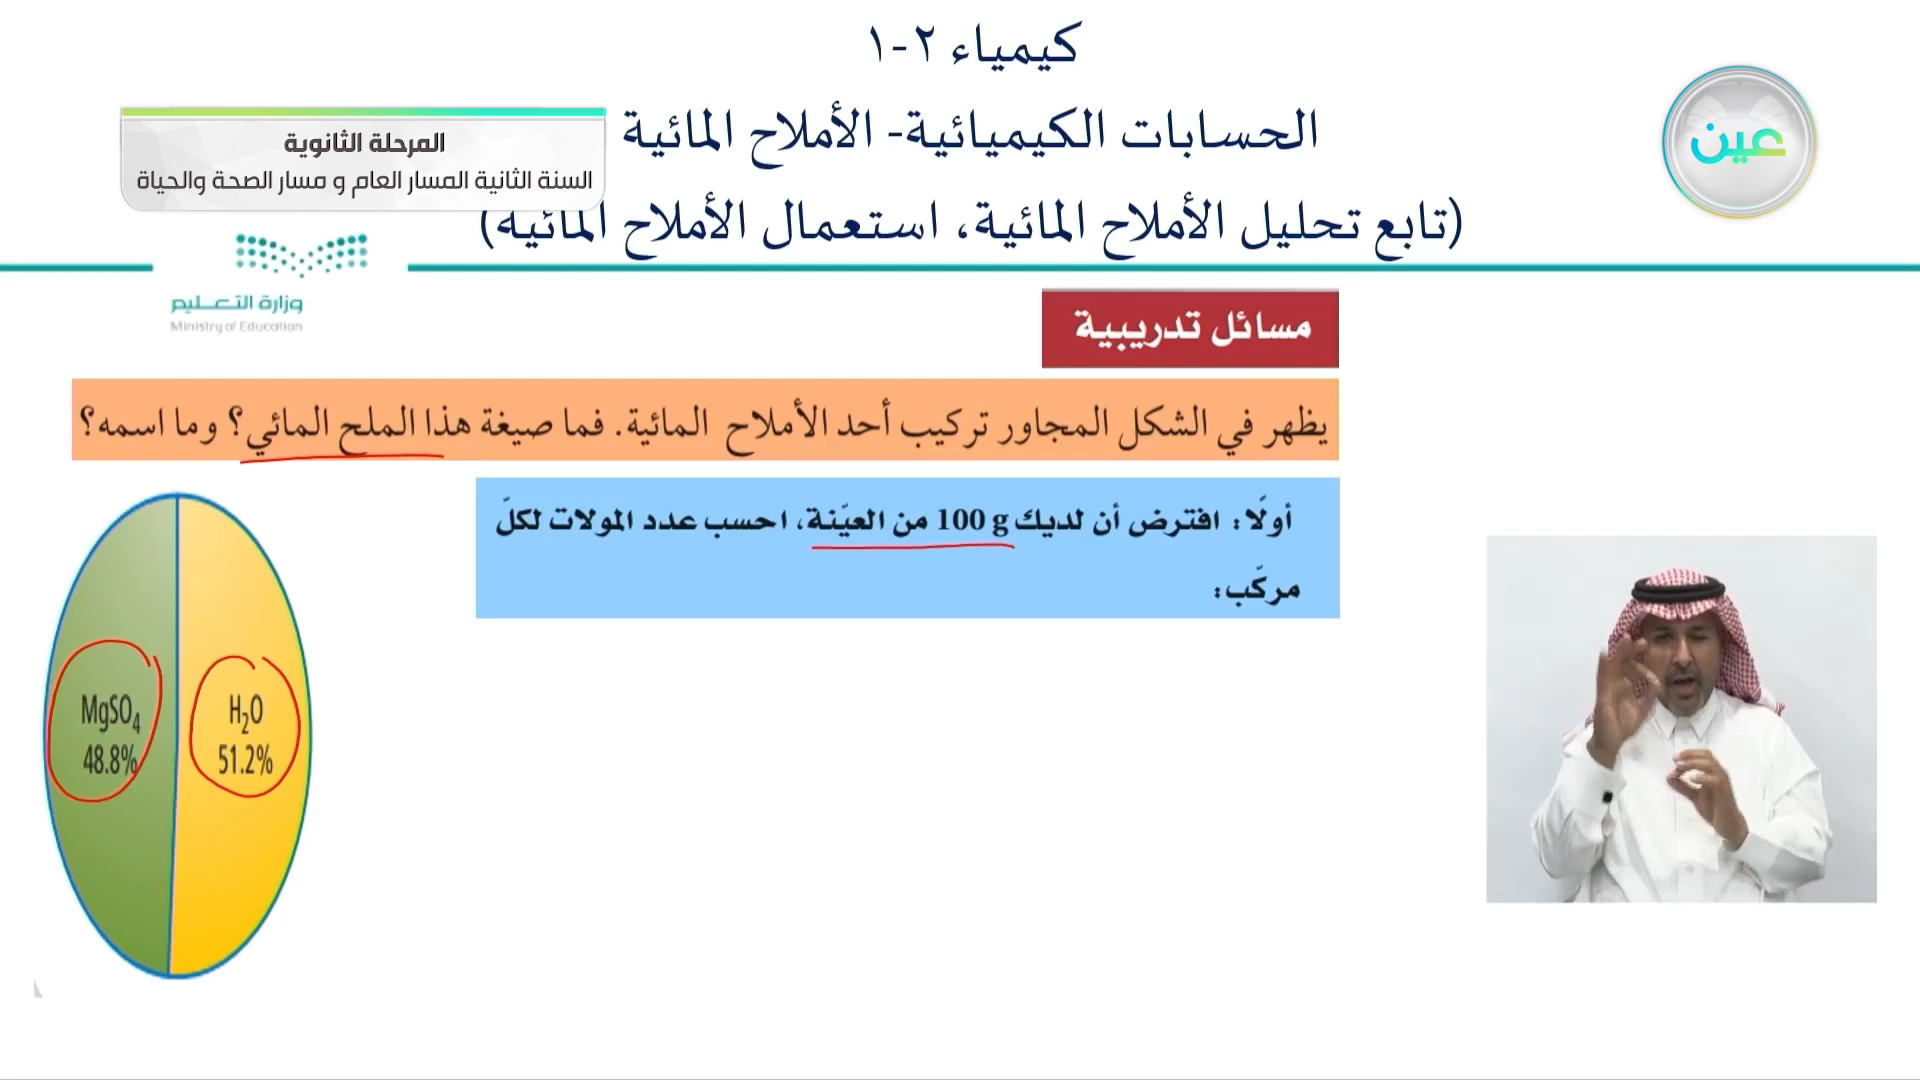 كيمياء ٢-١
الحسابات الكيميائية- الأملاح المائية
(تابع تحليل الأملاح المائية، استعمال الأملاح المائية)
المرحلة الثانوية
السنة الثانية المسار العام و مسار الصحة والحياة
عين
وزارة التعـــليم
Ministry of Education
مسائل تدريبية
يظهر في الشكل المجاور تركيب أحد الأملاح المائية. فما صيغة هذا الملح المائي؟ وما اسمه؟
أولًا: افترض أن لديك 100 g من العيّنة، احسب عدد المولات لكلّ
مركّب:
MgSO₄
48.8%
H₂O
51.2%